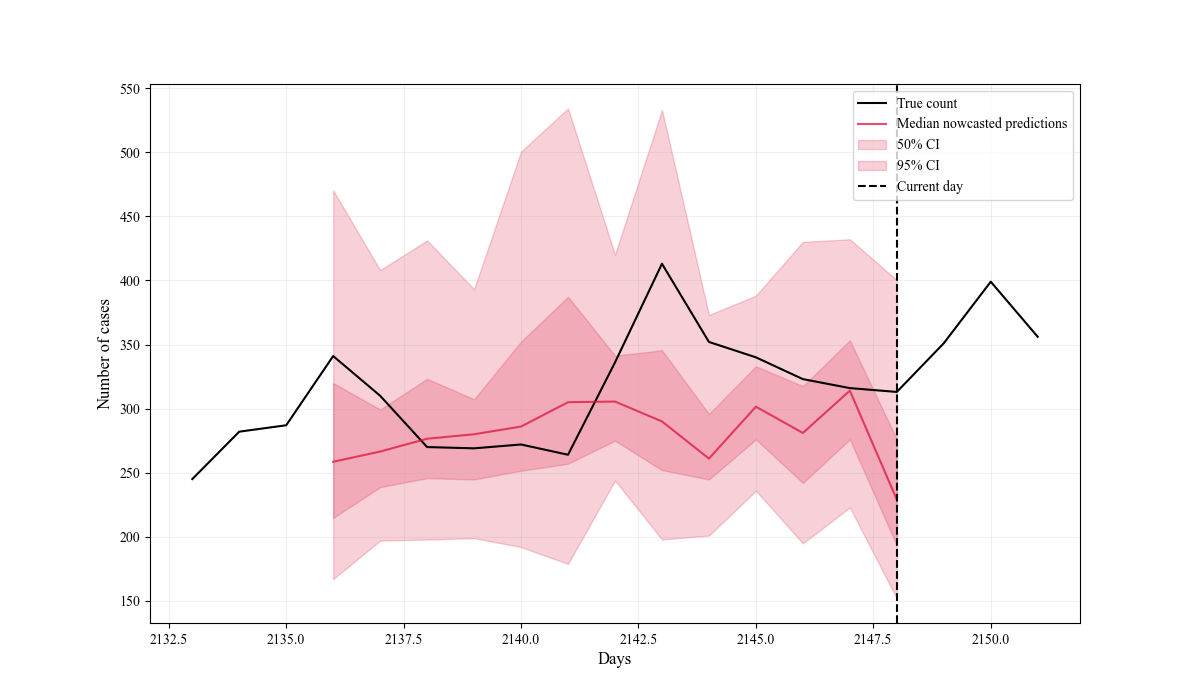 550
500
450
400
350
300
250
200
150
Number of cases
True count
Median nowcasted predictions
50% CI
95% CI
Current day
2132.5 2135.0 2137.5 2140.0 2142.5 2145.0 2147.5 2150.0
Days